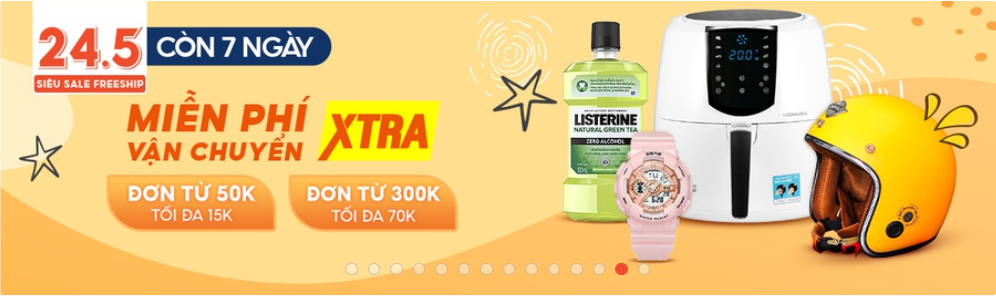 24.5
SIÊU SALE FREESHIP
CÒN 7 NGÀY
MIỄN PHÍ
VẬN CHUYỂN
XTRA
ĐƠN TỪ 50K
TỐI ĐA 15K
ĐƠN TỪ 300K
TỐI ĐA 70K
LISTERINE
NATURAL GREEN TEA
ZERO ALCOHOL
200